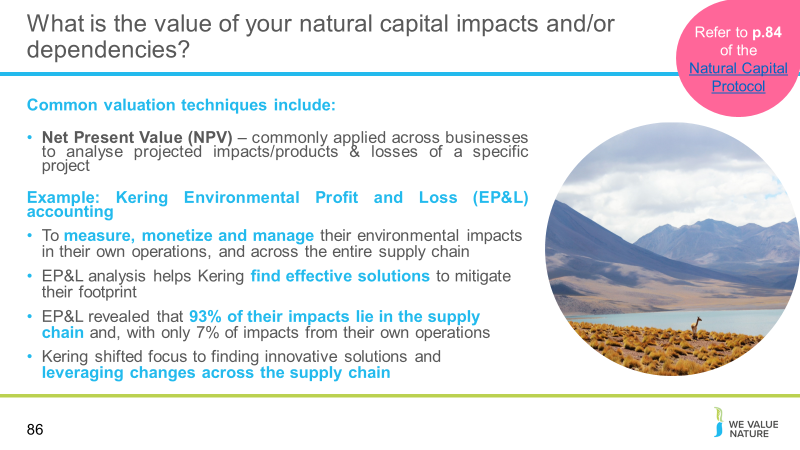 What is the value of your natural capital impacts and/or
dependencies?
Refer to p.84
of the
Natural Capital
Protocol
Common valuation techniques include:
• Net Present Value (NPV) – commonly applied across businesses
to analyse projected impacts/products & losses of a specific
project
Example: Kering Environmental Profit and Loss (EP&L)
accounting
• To measure, monetize and manage their environmental impacts
in their own operations, and across the entire supply chain
• EP&L analysis helps Kering find effective solutions to mitigate
their footprint
• EP&L revealed that 93% of their impacts lie in the supply
chain and, with only 7% of impacts from their own operations
• Kering shifted focus to finding innovative solutions and
leveraging changes across the supply chain
86
WE VALUE
NATURE